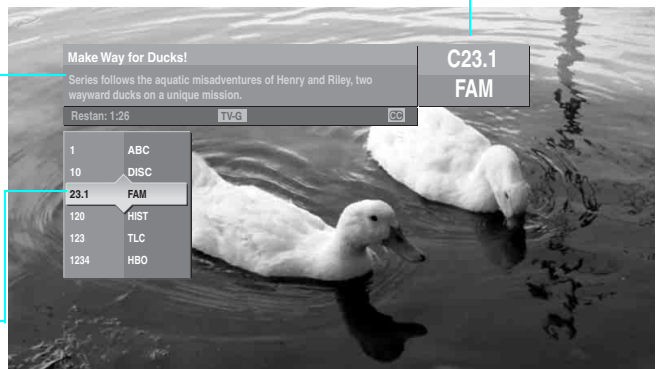 Make Way for Ducks!
Series follows the aquatic misadventures of Henry and Riley, two
wayward ducks on a unique mission.
Restan: 1:26 TV-G CC
C23.1
FAM
1 ABC
10 DISC
23.1 FAM
120 HIST
123 TLC
1234 HBO